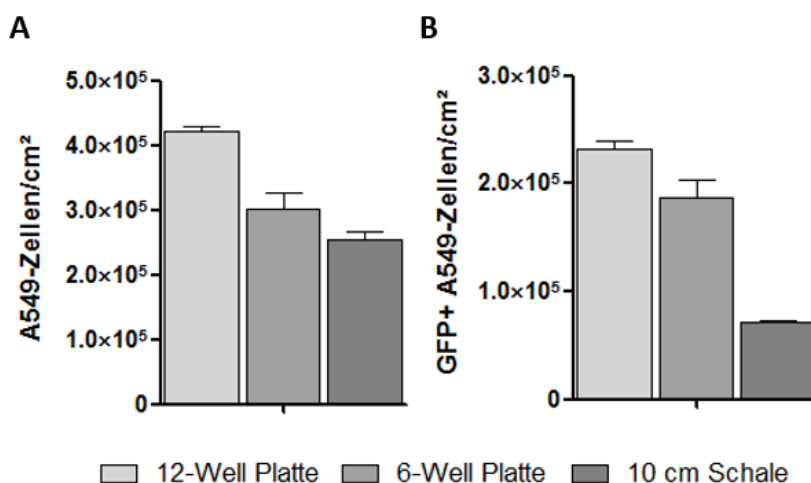 A
A549-Zellen/cm²
5.0×10⁵
4.0×10⁵
3.0×10⁵
2.0×10⁵
1.0×10⁵
0
B
GFP+ A549-Zellen/cm²
3.0×10⁵
2.0×10⁵
1.0×10⁵
0
12-Well Platte 6-Well Platte 10 cm Schale